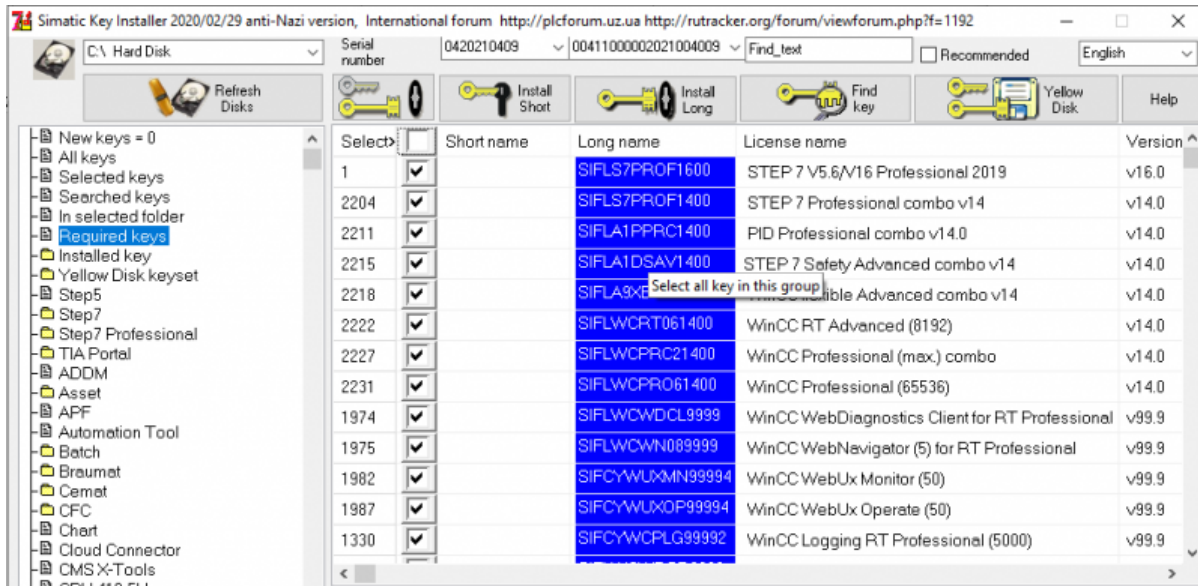 Simatic Key Installer 2020/02/29 anti-Nazi version, International forum http://plcforum.uz.ua http://rutracker.org/forum/viewforum.php?f=1192
C:\ Hard Disk
Serial number
0420210409
00411000002021004009
Find_text
Recommended
English
Refresh Disks
Install Short
Install Long
Find key
Yellow Disk
Help
New keys = 0
All keys
Selected keys
Searched keys
In selected folder
Required keys
Installed key
Yellow Disk keyset
Step5
Step7
Step7 Professional
TIA Portal
ADDM
Asset
APF
Automation Tool
Batch
Braumat
Cemat
CFC
Chart
Cloud Connector
CMS X-Tools
Select> Short name Long name License name Version
1 SIFLS7PROF1600 STEP 7 V5.6/V16 Professional 2019 v16.0
2204 SIFLS7PROF1400 STEP 7 Professional combo v14 v14.0
2211 SIFLA1PPRC1400 PID Professional combo v14.0 v14.0
2215 SIFLA1DSAV1400 STEP 7 Safety Advanced combo v14 v14.0
Select all key in this group
2218 Advanced combo v14 v14.0
2222 SIFLWCRT061400 WinCC RT Advanced (8192) v14.0
2227 SIFLWCPRC21400 WinCC Professional (max.) combo v14.0
2231 SIFLWCPRO61400 WinCC Professional (65536) v14.0
1974 SIFLWCWDCL9999 WinCC WebDiagnostics Client for RT Professional v99.9
1975 SIFLWCWN089999 WinCC WebNavigator (5) for RT Professional v99.9
1982 SIFCYWUXMN99994 WinCC WebUx Monitor (50) v99.9
1987 SIFCYWUXOP99994 WinCC WebUx Operate (50) v99.9
1330 SIFCYWCPLG99992 WinCC Logging RT Professional (5000) v99.9